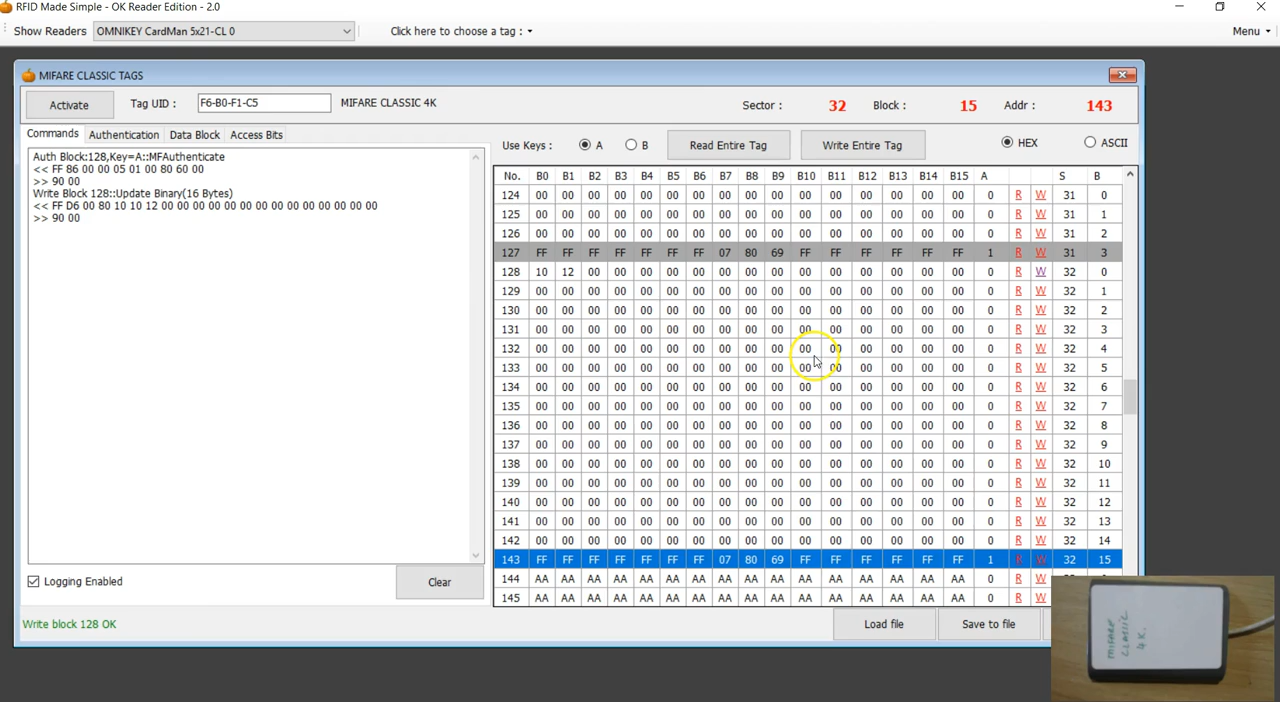 RFID Made Simple - OK Reader Edition - 2.0
Show Readers OMNIKEY CardMan 5x21-CL 0 Click here to choose a tag : Menu
MIFARE CLASSIC TAGS
Activate Tag UID : F6-B0-F1-C5 MIFARE CLASSIC 4K Sector : 32 Block : 15 Addr : 143
Commands Authentication Data Block Access Bits
Use Keys : A B Read Entire Tag Write Entire Tag HEX ASCII
Auth Block:128,Key=A::MFAuthenticate
<< FF 86 00 00 05 01 00 80 60 00
>> 90 00
Write Block 128::Update Binary(16 Bytes)
<< FF D6 00 80 10 10 12 00 00 00 00 00 00 00 00 00 00 00 00 00 00
>> 90 00
No. B0 B1 B2 B3 B4 B5 B6 B7 B8 B9 B10 B11 B12 B13 B14 B15 A S B
124 00 00 00 00 00 00 00 00 00 00 00 00 00 00 00 00 0 R W 31 0
125 00 00 00 00 00 00 00 00 00 00 00 00 00 00 00 00 0 R W 31 1
126 00 00 00 00 00 00 00 00 00 00 00 00 00 00 00 00 0 R W 31 2
127 FF FF FF FF FF FF FF 07 80 69 FF FF FF FF FF FF 1 R W 31 3
128 10 12 00 00 00 00 00 00 00 00 00 00 00 00 00 00 0 R W 32 0
129 00 00 00 00 00 00 00 00 00 00 00 00 00 00 00 00 0 R W 32 1
130 00 00 00 00 00 00 00 00 00 00 00 00 00 00 00 00 0 R W 32 2
131 00 00 00 00 00 00 00 00 00 00 00 00 00 00 00 00 0 R W 32 3
132 00 00 00 00 00 00 00 00 00 00 00 00 00 00 00 00 0 R W 32 4
133 00 00 00 00 00 00 00 00 00 00 00 00 00 00 00 00 0 R W 32 5
134 00 00 00 00 00 00 00 00 00 00 00 00 00 00 00 00 0 R W 32 6
135 00 00 00 00 00 00 00 00 00 00 00 00 00 00 00 00 0 R W 32 7
136 00 00 00 00 00 00 00 00 00 00 00 00 00 00 00 00 0 R W 32 8
137 00 00 00 00 00 00 00 00 00 00 00 00 00 00 00 00 0 R W 32 9
138 00 00 00 00 00 00 00 00 00 00 00 00 00 00 00 00 0 R W 32 10
139 00 00 00 00 00 00 00 00 00 00 00 00 00 00 00 00 0 R W 32 11
140 00 00 00 00 00 00 00 00 00 00 00 00 00 00 00 00 0 R W 32 12
141 00 00 00 00 00 00 00 00 00 00 00 00 00 00 00 00 0 R W 32 13
142 00 00 00 00 00 00 00 00 00 00 00 00 00 00 00 00 0 R W 32 14
143 FF FF FF FF FF FF FF 07 80 69 FF FF FF FF FF FF 1 R W 32 15
144 AA AA AA AA AA AA AA AA AA AA AA AA AA AA AA AA 0 R W
145 AA AA AA AA AA AA AA AA AA AA AA AA AA AA AA AA 0 R W
Logging Enabled Clear
Write block 128 OK Load file Save to file
MIFARE
CLASSIC
4K.